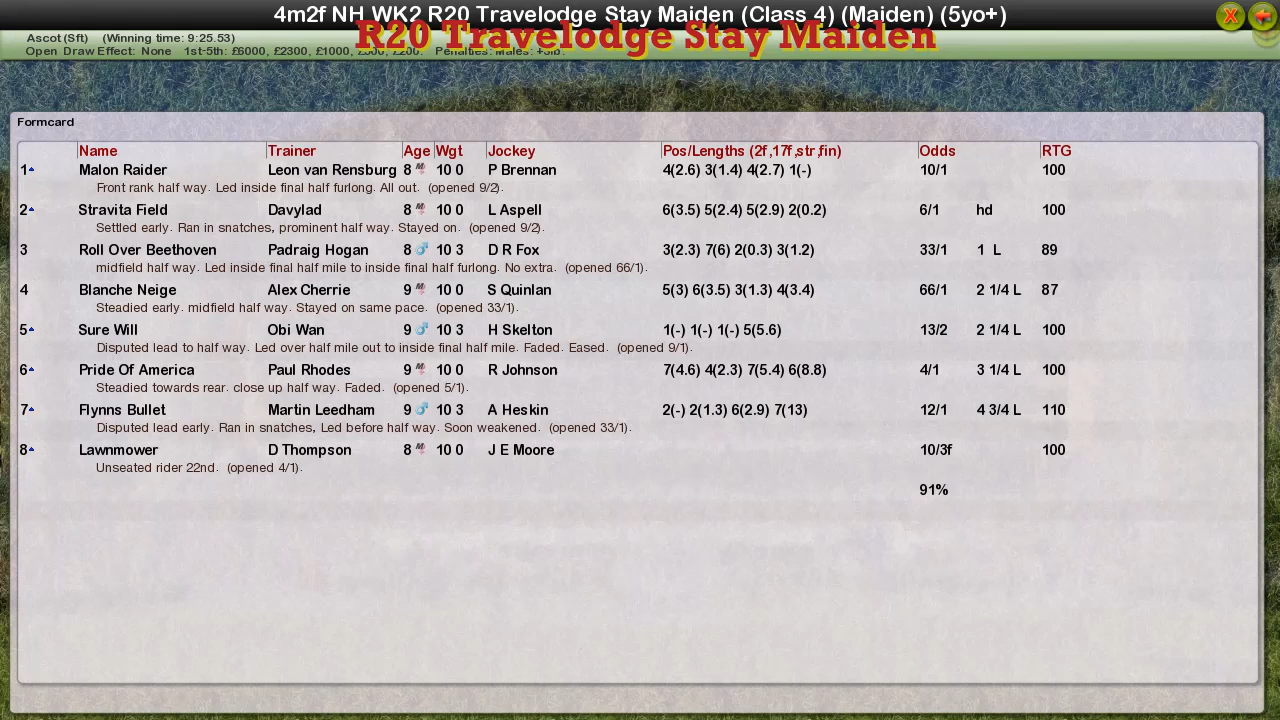 4m2f NH WK2 R20 Travelodge Stay Maiden (Class 4) (Maiden) (5yo+)
R20 Travelodge Stay Maiden
Ascot (Sft) (Winning time: 9:25.53)
Open Draw Effect: None 1st-5th: £6000, £2300, £1000, £200. Penalties: Males: +3lb.
Formcard
Name Trainer Age Wgt Jockey Pos/Lengths (2f,17f,str,fin) Odds RTG
1 Malon Raider Leon van Rensburg 8 10 0 P Brennan 4(2.6) 3(1.4) 4(2.7) 1(-) 10/1 100
Front rank half way. Led inside final half furlong. All out. (opened 9/2).
2 Stravita Field Davylad 8 10 0 L Aspell 6(3.5) 5(2.4) 5(2.9) 2(0.2) 6/1 hd 100
Settled early. Ran in snatches, prominent half way. Stayed on. (opened 9/2).
3 Roll Over Beethoven Padraig Hogan 8 10 3 D R Fox 3(2.3) 7(6) 2(0.3) 3(1.2) 33/1 1 L 89
midfield half way. Led inside final half mile to inside final half furlong. No extra. (opened 66/1).
4 Blanche Neige Alex Cherrie 9 10 0 S Quinlan 5(3) 6(3.5) 3(1.3) 4(3.4) 66/1 2 1/4 L 87
Steadied early. midfield half way. Stayed on same pace. (opened 33/1).
5 Sure Will Obi Wan 9 10 3 H Skelton 1(-) 1(-) 1(-) 5(5.6) 13/2 2 1/4 L 100
Disputed lead to half way. Led over half mile out to inside final half mile. Faded. Eased. (opened 9/1).
6 Pride Of America Paul Rhodes 9 10 0 R Johnson 7(4.6) 4(2.3) 7(5.4) 6(8.8) 4/1 3 1/4 L 100
Steadied towards rear. close up half way. Faded. (opened 5/1).
7 Flynns Bullet Martin Leedham 9 10 3 A Heskin 2(-) 2(1.3) 6(2.9) 7(13) 12/1 4 3/4 L 110
Disputed lead early. Ran in snatches, Led before half way. Soon weakened. (opened 33/1).
8 Lawnmower D Thompson 8 10 0 J E Moore 10/3f 100
Unseated rider 22nd. (opened 4/1).
91%